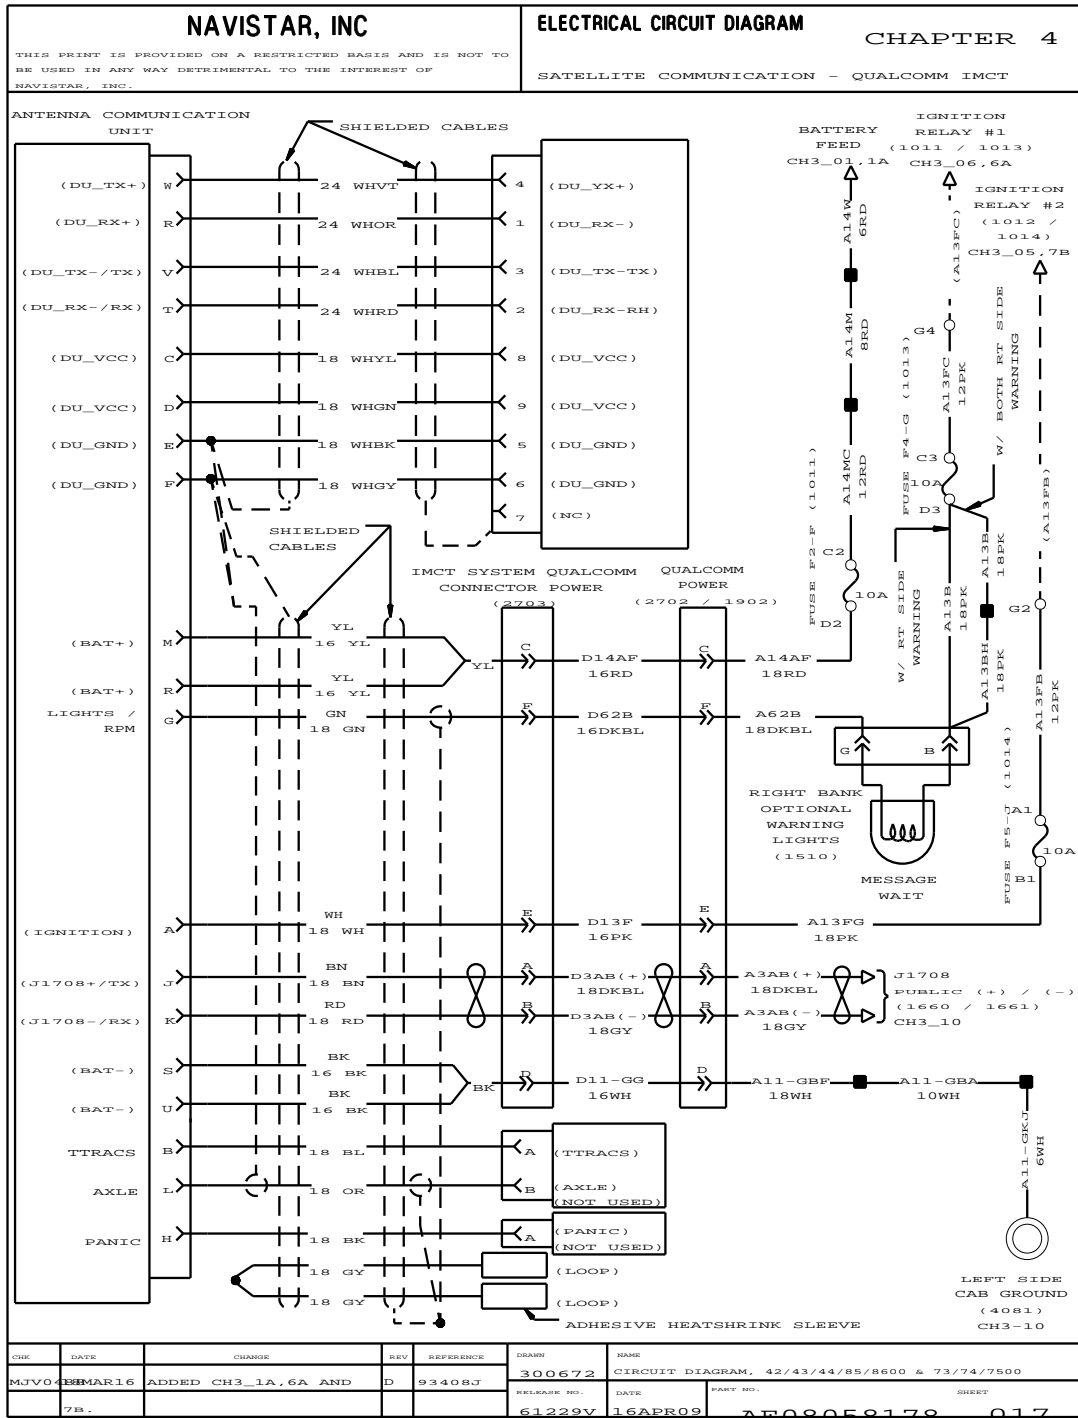 NAVISTAR, INC
THIS PRINT IS PROVIDED ON A RESTRICTED BASIS AND IS NOT TO
BE USED IN ANY WAY DETRIMENTAL TO THE INTEREST OF
NAVISTAR, INC.
ELECTRICAL CIRCUIT DIAGRAM
CHAPTER 4
SATELLITE COMMUNICATION - QUALCOMM IMCT
ANTENNA COMMUNICATION
UNIT
SHIELDED CABLES
BATTERY
FEED
CH3_01,1A
IGNITION
RELAY #1
(1011 / 1013)
CH3_06,6A
IGNITION
RELAY #2
(1012 /
1014)
CH3_05,7B
(DU_TX+) W 24 WHVT 4 (DU_YX+)
(DU_RX+) R 24 WHOR 1 (DU_RX-)
(DU_TX-/TX) V 24 WHBL 3 (DU_TX-TX)
(DU_RX-/RX) T 24 WHRD 2 (DU_RX-RH)
(DU_VCC) C 18 WHYL 8 (DU_VCC)
(DU_VCC) D 18 WHGN 9 (DU_VCC)
(DU_GND) E 18 WHBK 5 (DU_GND)
(DU_GND) F 18 WHGY 6 (DU_GND)
7 (NC)
A14W
6RD
A14M
8RD
A14MC
12RD
FUSE F2-F (1011)
C2
10A
D2
(A13FC)
G4
A13FC
12PK
FUSE F4-G (1013)
C3
10A
D3
W/ BOTH RT SIDE
WARNING
W/ RT SIDE
WARNING
A13B
18PK
A13B
18PK
A13BH
18PK
(A13FB)
G2
A13FB
12PK
FUSE F5-J (1014)
A1
10A
B1
SHIELDED
CABLES
IMCT SYSTEM QUALCOMM
CONNECTOR POWER
(2703)
QUALCOMM
POWER
(2702 / 1902)
(BAT+) M YL
16 YL
(BAT+) R YL
16 YL
YL C D14AF C A14AF
16RD 18RD
LIGHTS /
RPM
G GN F D62B F A62B
18 GN 16DKBL 18DKBL
G B
RIGHT BANK
OPTIONAL
WARNING
LIGHTS
(1510)
MESSAGE
WAIT
(IGNITION) A WH E D13F E A13FG
18 WH 16PK 18PK
(J1708+/TX) J BN A D3AB(+) A A3AB(+)
18 BN 18DKBL 18DKBL
(J1708-/RX) K RD B D3AB(-) B A3AB(-)
18 RD 18GY 18GY
J1708
PUBLIC (+) / (-)
(1660 / 1661)
CH3_10
(BAT-) S BK
16 BK
(BAT-) U BK
16 BK
BK D D11-GG D A11-GBF A11-GBA
16WH 18WH 10WH
A11-GKJ
6WH
TTRACS B 18 BL A (TTRACS)
AXLE L 18 OR B (AXLE)
(NOT USED)
PANIC H 18 BK A (PANIC)
(NOT USED)
18 GY (LOOP)
18 GY (LOOP)
ADHESIVE HEATSHRINK SLEEVE
LEFT SIDE
CAB GROUND
(4081)
CH3-10
CHK DATE CHANGE REV REFERENCE
ADDED CH3_1A,6A AND D 93408J
7B.
DRAWN
300672
NAME
CIRCUIT DIAGRAM, 42/43/44/85/8600 & 73/74/7500
RELEASE NO.
61229V
DATE
16APR09
PART NO.
AF08058178
SHEET
017